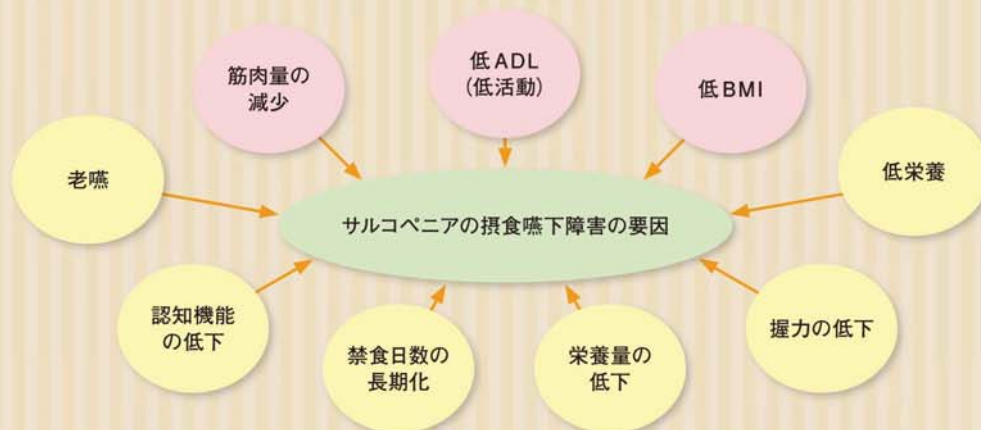 筋肉量の
減少
低ADL
(低活動)
低BMI
老嚥
低栄養
サルコペニアの摂食嚥下障害の要因
認知機能
の低下
禁食日数の
長期化
栄養量の
低下
握力の低下